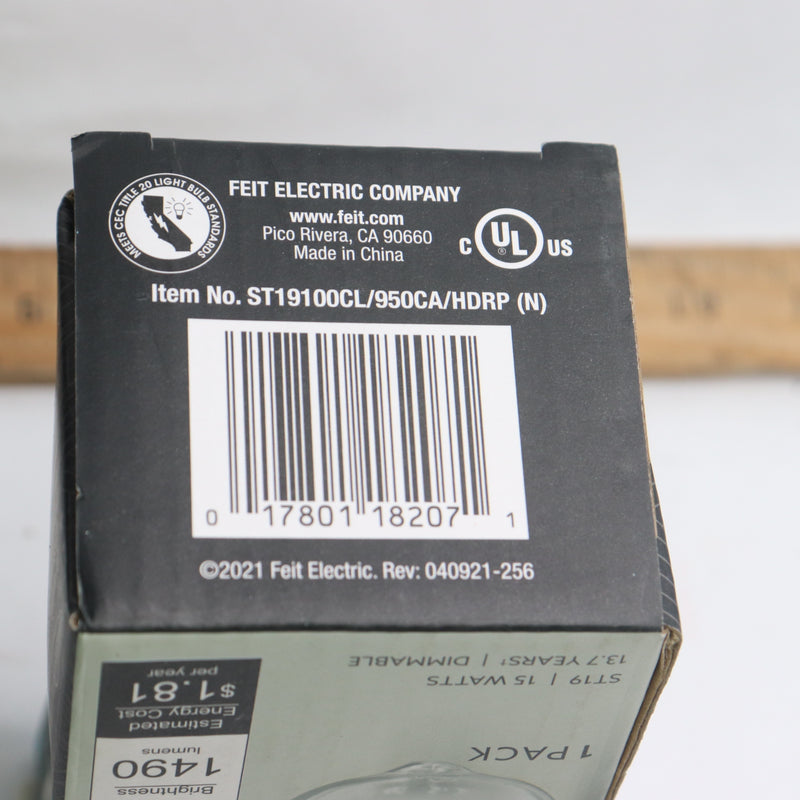 MEETS CEC TITLE 20 LIGHT BULB STANDARDS
FEIT ELECTRIC COMPANY
www.feit.com
Pico Rivera, CA 90660
Made in China
C UL ® US
Item No. ST19100CL/950CA/HDRP (N)
0 17801 18207 1
©2021 Feit Electric. Rev: 040921-256
1 PACK
ST19 | 15 WATTS
13.7 YEARS† | DIMMABLE
Brightness
1490
lumens
Estimated
Energy Cost
$1.81
per year